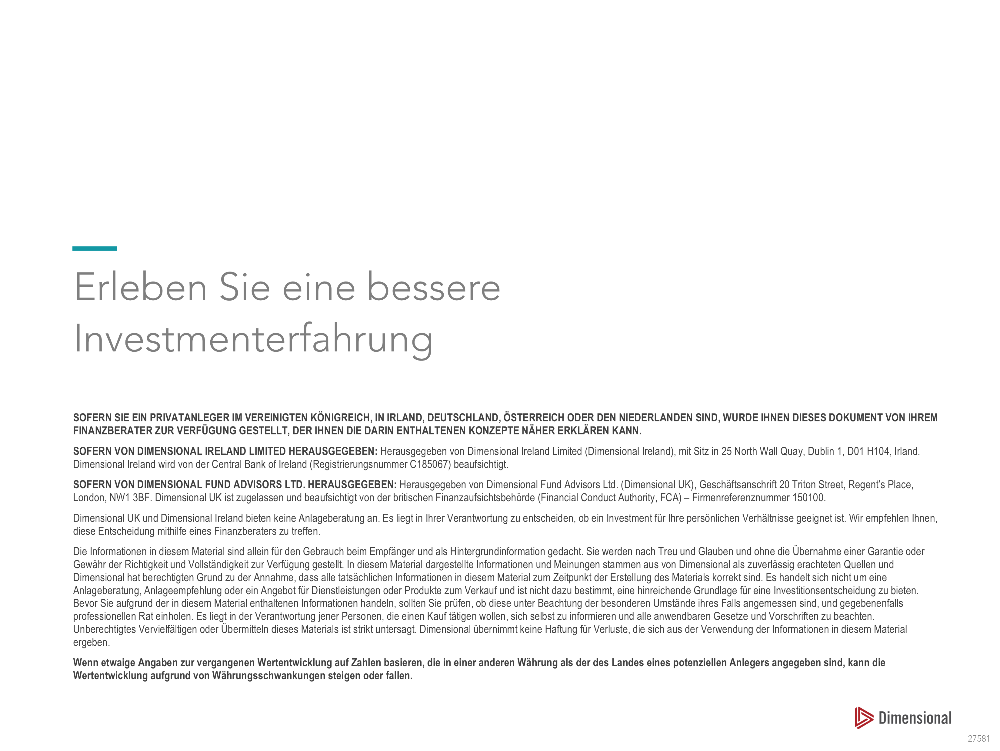 Erleben Sie eine bessere
Investmenterfahrung
SOFERN SIE EIN PRIVATANLEGER IM VEREINIGTEN KÖNIGREICH, IN IRLAND, DEUTSCHLAND, ÖSTERREICH ODER DEN NIEDERLANDEN SIND, WURDE IHNEN DIESES DOKUMENT VON IHREM
FINANZBERATER ZUR VERFÜGUNG GESTELLT, DER IHNEN DIE DARIN ENTHALTENEN KONZEPTE NÄHER ERKLÄREN KANN.
SOFERN VON DIMENSIONAL IRELAND LIMITED HERAUSGEGEBEN: Herausgegeben von Dimensional Ireland Limited (Dimensional Ireland), mit Sitz in 25 North Wall Quay, Dublin 1, D01 H104, Irland.
Dimensional Ireland wird von der Central Bank of Ireland (Registrierungsnummer C185067) beaufsichtigt.
SOFERN VON DIMENSIONAL FUND ADVISORS LTD. HERAUSGEGEBEN: Herausgegeben von Dimensional Fund Advisors Ltd. (Dimensional UK), Geschäftsanschrift 20 Triton Street, Regent’s Place,
London, NW1 3BF. Dimensional UK ist zugelassen und beaufsichtigt von der britischen Finanzaufsichtsbehörde (Financial Conduct Authority, FCA) – Firmenreferenznummer 150100.
Dimensional UK und Dimensional Ireland bieten keine Anlageberatung an. Es liegt in Ihrer Verantwortung zu entscheiden, ob ein Investment für Ihre persönlichen Verhältnisse geeignet ist. Wir empfehlen Ihnen,
diese Entscheidung mithilfe eines Finanzberaters zu treffen.
Die Informationen in diesem Material sind allein für den Gebrauch beim Empfänger und als Hintergrundinformation gedacht. Sie werden nach Treu und Glauben und ohne die Übernahme einer Garantie oder
Gewähr der Richtigkeit und Vollständigkeit zur Verfügung gestellt. In diesem Material dargestellte Informationen und Meinungen stammen aus von Dimensional als zuverlässig erachteten Quellen und
Dimensional hat berechtigten Grund zu der Annahme, dass alle tatsächlichen Informationen in diesem Material zum Zeitpunkt der Erstellung des Materials korrekt sind. Es handelt sich nicht um eine
Anlageberatung, Anlageempfehlung oder ein Angebot für Dienstleistungen oder Produkte zum Verkauf und ist nicht dazu bestimmt, eine hinreichende Grundlage für eine Investitionsentscheidung zu bieten.
Bevor Sie aufgrund der in diesem Material enthaltenen Informationen handeln, sollten Sie prüfen, ob diese unter Beachtung der besonderen Umstände ihres Falls angemessen sind, und gegebenenfalls
professionellen Rat einholen. Es liegt in der Verantwortung jener Personen, die einen Kauf tätigen wollen, sich selbst zu informieren und alle anwendbaren Gesetze und Vorschriften zu beachten.
Unberechtigtes Vervielfältigen oder Übermitteln dieses Materials ist strikt untersagt. Dimensional übernimmt keine Haftung für Verluste, die sich aus der Verwendung der Informationen in diesem Material
ergeben.
Wenn etwaige Angaben zur vergangenen Wertentwicklung auf Zahlen basieren, die in einer anderen Währung als der des Landes eines potenziellen Anlegers angegeben sind, kann die
Wertentwicklung aufgrund von Währungsschwankungen steigen oder fallen.
Dimensional
27581